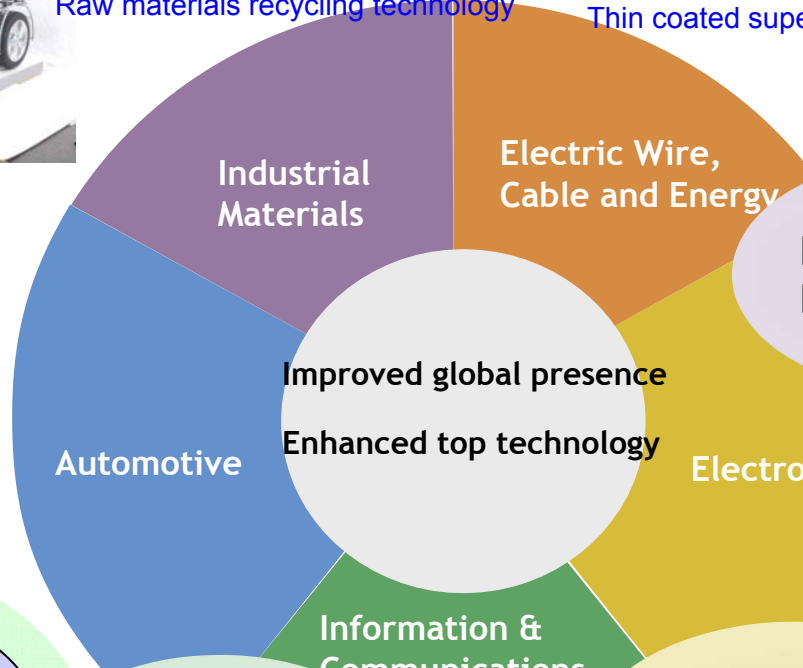 Raw materials recycling technology
Thin coated supe
Industrial
Materials
Electric Wire,
Cable and Energy
Improved global presence
Enhanced top technology
Automotive
Electro
Information &
Communications